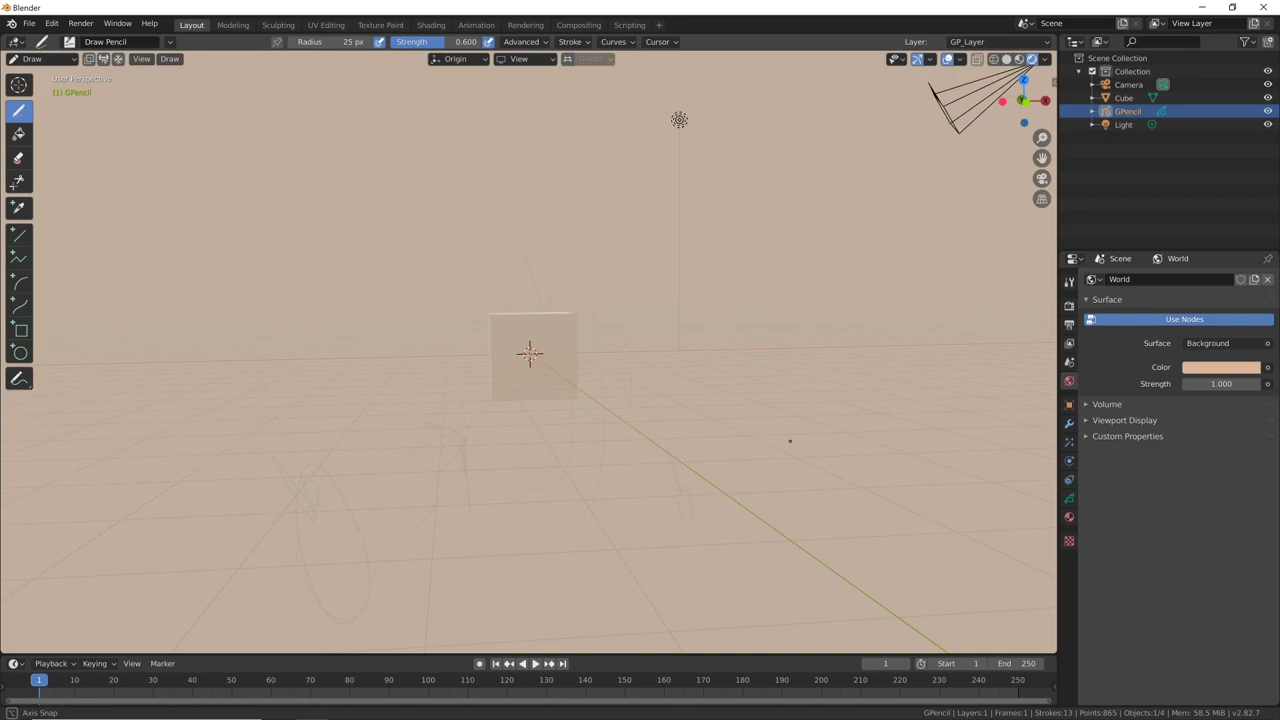 Blender
File Edit Render Window Help Layout Modeling Sculpting UV Editing Texture Paint Shading Animation Rendering Compositing Scripting + Scene View Layer
Draw Pencil Radius 25 px Strength 0.600 Advanced Stroke Curves Cursor Layer: GP_Layer
Draw View Draw Origin View Guides
User Perspective
(1) GPencil
Z
Y
X
Scene Collection
Collection
Camera
Cube
GPencil
Light
Scene World
World
Surface
Use Nodes
Surface Background
Color
Strength 1.000
Volume
Viewport Display
Custom Properties
Playback Keying View Marker 1 Start 1 End 250
1 10 20 30 40 50 60 70 80 90 100 110 120 130 140 150 160 170 180 190 200 210 220 230 240 250
Axis Snap GPencil | Layers:1 | Frames:1 | Strokes:13 | Points:865 | Objects:1/4 | Mem: 58.5 MiB | v2.82.7